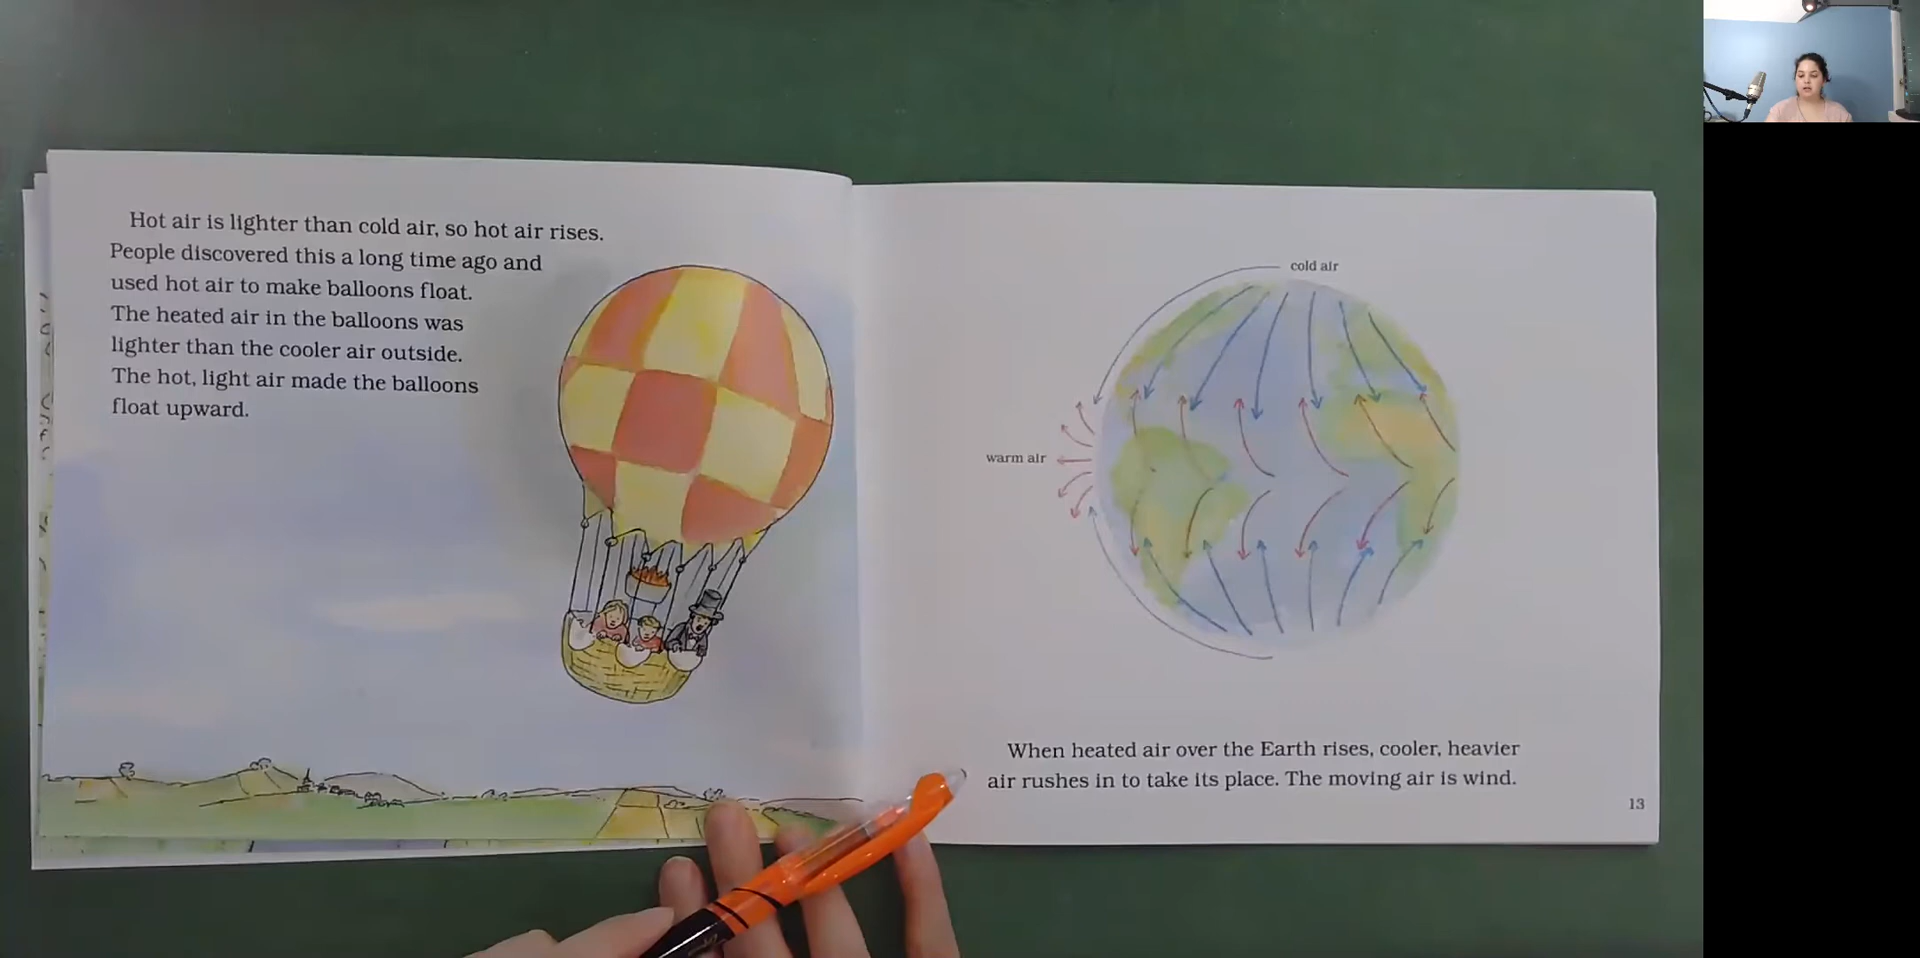 Hot air is lighter than cold air, so hot air rises.
People discovered this a long time ago and
used hot air to make balloons float.
The heated air in the balloons was
lighter than the cooler air outside.
The hot, light air made the balloons
float upward.
cold air
warm air
When heated air over the Earth rises, cooler, heavier
air rushes in to take its place. The moving air is wind.
13